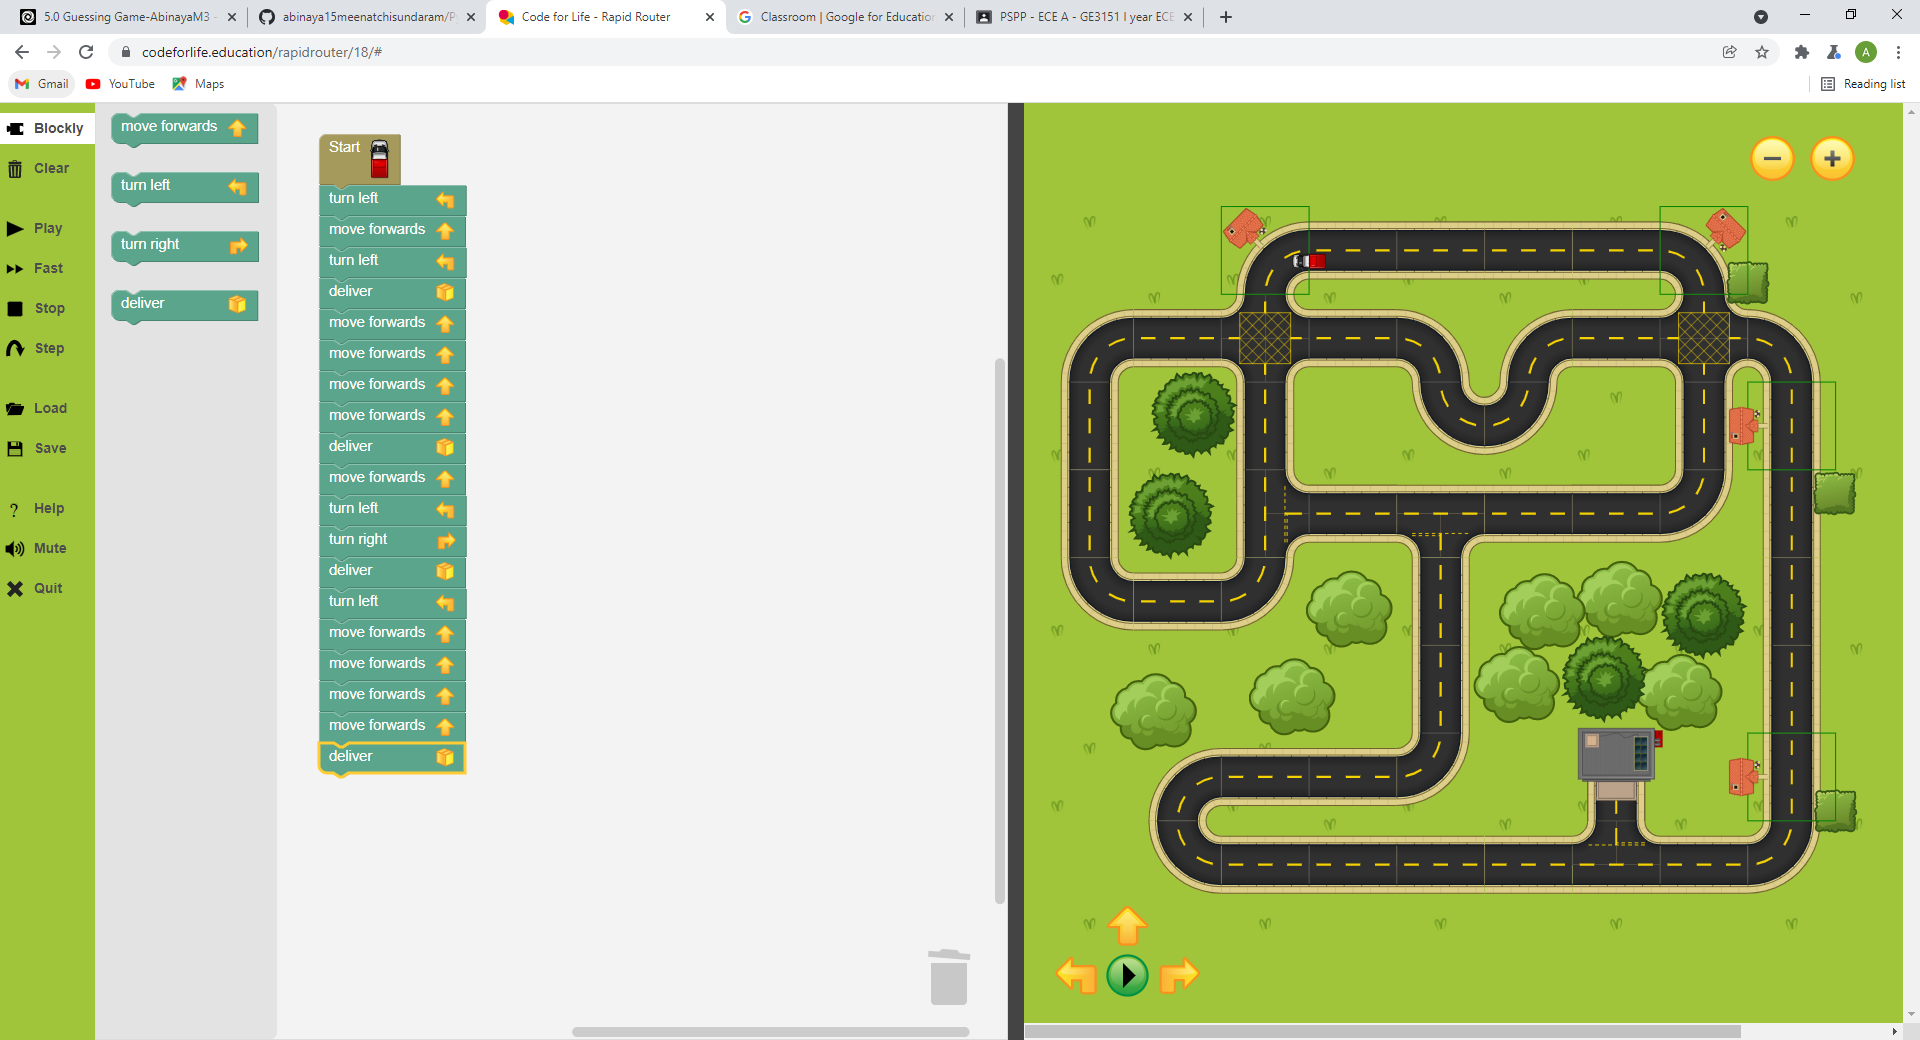 5.0 Guessing Game-AbinayaM3 -
abinaya15meenatchisundaram/P
Code for Life - Rapid Router
Classroom | Google for Education
PSPP - ECE A - GE3151 I year ECE
codeforlife.education/rapidrouter/18/#
A
Gmail
YouTube
Maps
Reading list
Blockly
Clear
Play
Fast
Stop
Step
Load
Save
Help
Mute
Quit
move forwards
turn left
turn right
deliver
Start
turn left
move forwards
turn left
deliver
move forwards
move forwards
move forwards
move forwards
deliver
move forwards
turn left
turn right
deliver
turn left
move forwards
move forwards
move forwards
move forwards
deliver